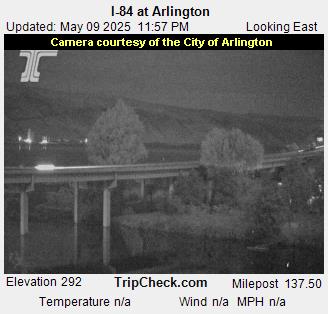 I-84 at Arlington
Updated: May 09 2025 11:57 PM Looking East
Camera courtesy of the City of Arlington
Elevation 292 TripCheck.com Milepost 137.50
Temperature n/a Wind n/a MPH n/a